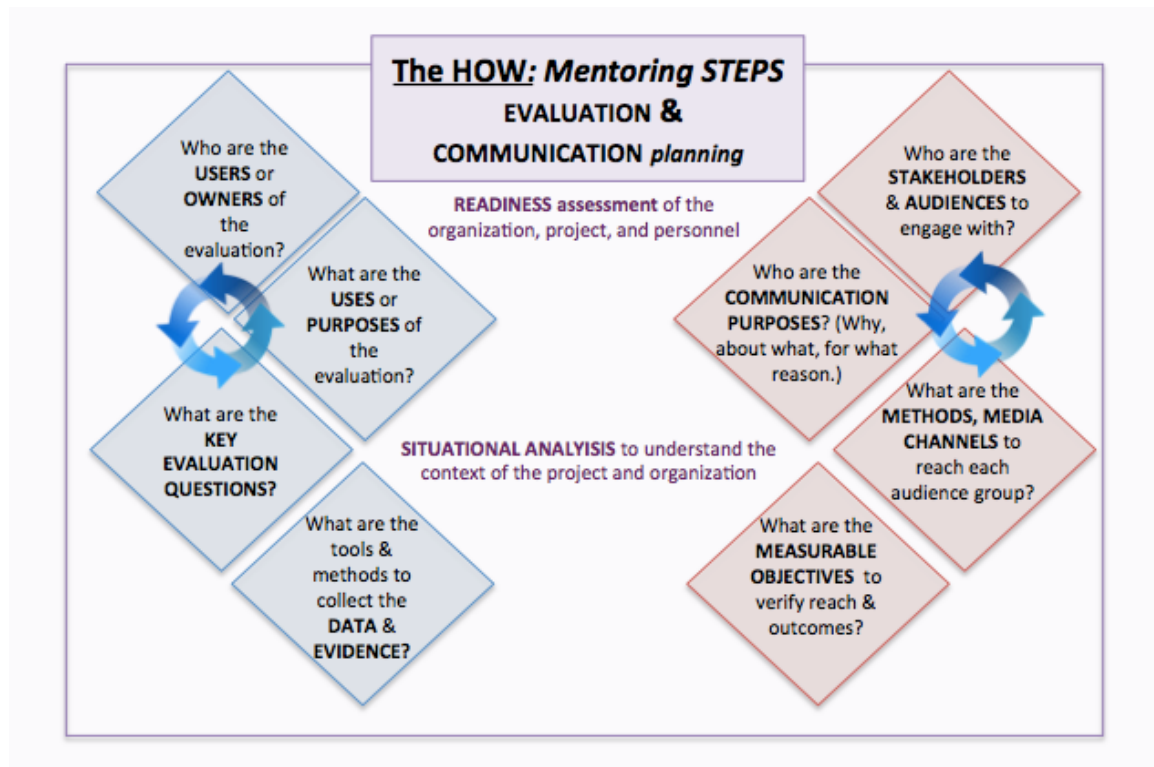 The HOW: Mentoring STEPS
EVALUATION &
COMMUNICATION planning
Who are the
USERS or
OWNERS of
the
evaluation?
What are the
USES or
PURPOSES of
the
evaluation?
What are the
KEY
EVALUATION
QUESTIONS?
What are the
tools &
methods to
collect the
DATA &
EVIDENCE?
READINESS assessment of the
organization, project, and personnel
SITUATIONAL ANALYISIS to understand the
context of the project and organization
Who are the
STAKEHOLDERS
& AUDIENCES to
engage with?
Who are the
COMMUNICATION
PURPOSES? (Why,
about what, for what
reason.)
What are the
METHODS, MEDIA
CHANNELS to
reach each
audience group?
What are the
MEASURABLE
OBJECTIVES to
verify reach &
outcomes?